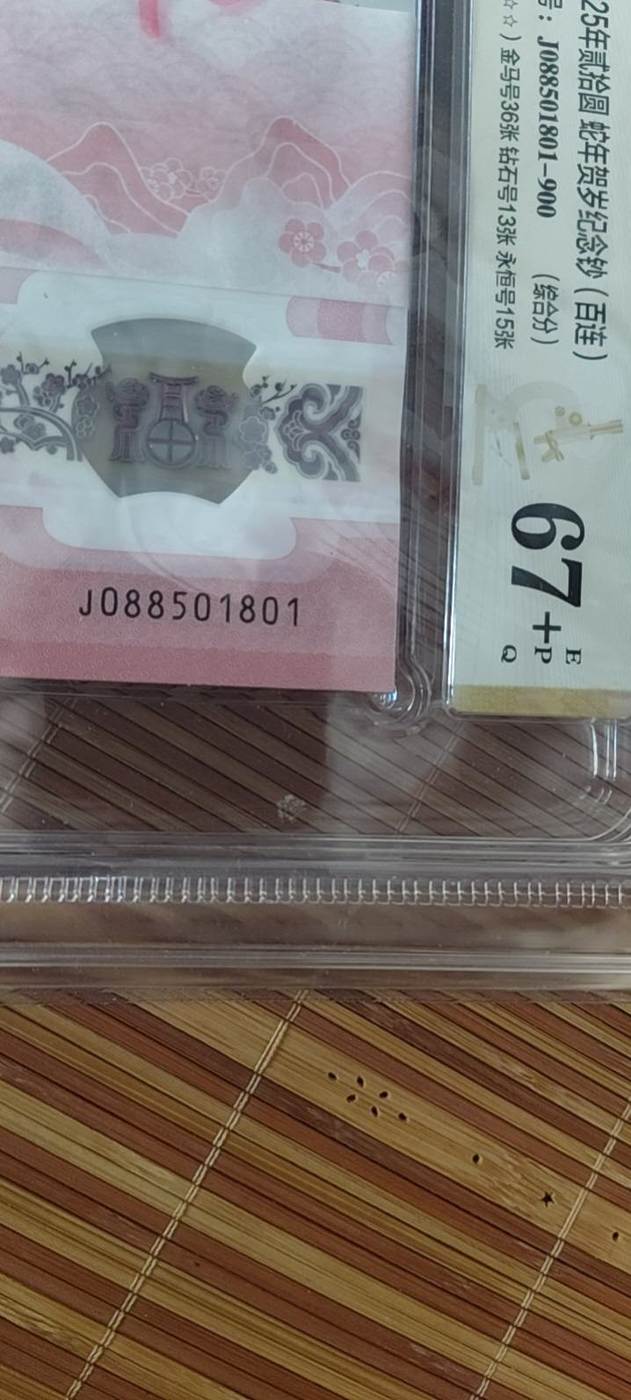 25年贰拾圆 蛇年贺岁纪念钞（百连）
号：J088501801-900 （综合分）
☆☆）金马号36张 钻石号13张 永恒号15张
67+
E
P
Q
J088501801